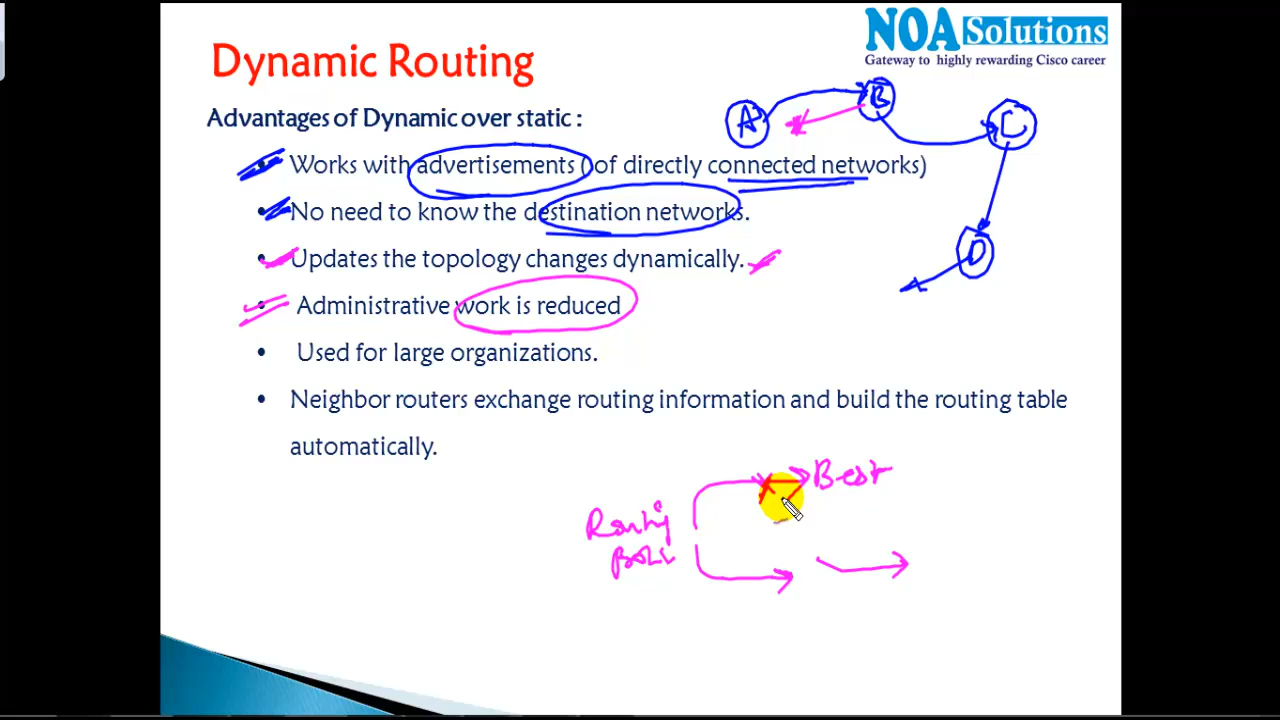 NOA Solutions
Gateway to highly rewarding Cisco career
Dynamic Routing
Advantages of Dynamic over static :
A
B
C
D
• Works with advertisements ( of directly connected networks)
• No need to know the destination networks.
• Updates the topology changes dynamically.
• Administrative work is reduced
• Used for large organizations.
• Neighbor routers exchange routing information and build the routing table
automatically.
Best